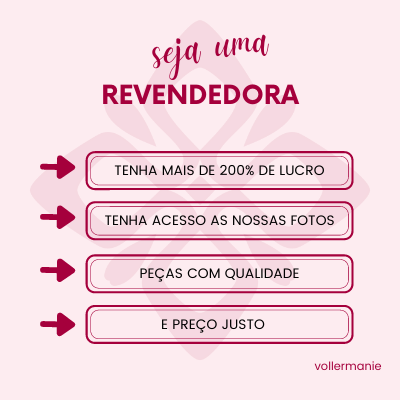 seja uma
REVENDEDORA
TENHA MAIS DE 200% DE LUCRO
TENHA ACESSO AS NOSSAS FOTOS
PEÇAS COM QUALIDADE
E PREÇO JUSTO
vollermanie